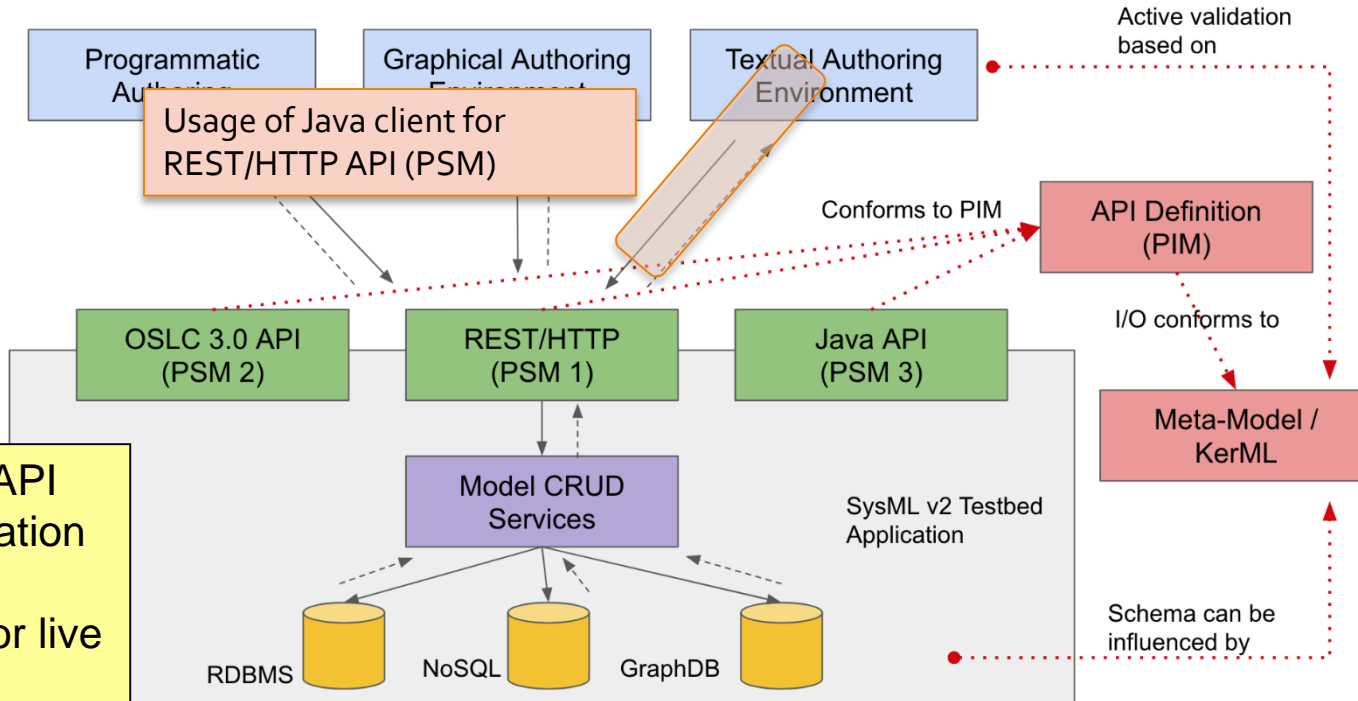 Active validation
based on
Programmatic
Authoring
Graphical Authoring
Environment
Textual Authoring
Environment
Usage of Java client for
REST/HTTP API (PSM)
Conforms to PIM
API Definition
(PIM)
I/O conforms to
OSLC 3.0 API
(PSM 2)
REST/HTTP
(PSM 1)
Java API
(PSM 3)
Meta-Model /
KerML
API
ation
or live
Model CRUD
Services
SysML v2 Testbed
Application
RDBMS
NoSQL
GraphDB
Schema can be
influenced by